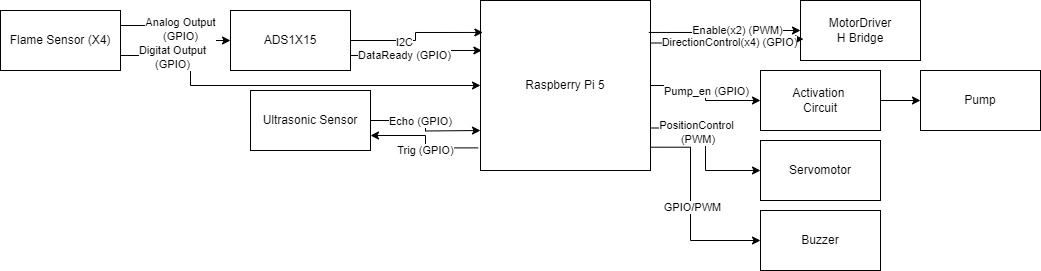 Flame Sensor (X4)
Analog Output
(GPIO)
Digitat Output
(GPIO)
ADS1X15
I2C
DataReady (GPIO)
Ultrasonic Sensor
Echo (GPIO)
Trig (GPIO)
Raspberry Pi 5
Enable(x2) (PWM)
DirectionControl(x4) (GPIO)
MotorDriver
H Bridge
Pump_en (GPIO)
Activation
Circuit
Pump
PositionControl
(PWM)
Servomotor
GPIO/PWM
Buzzer